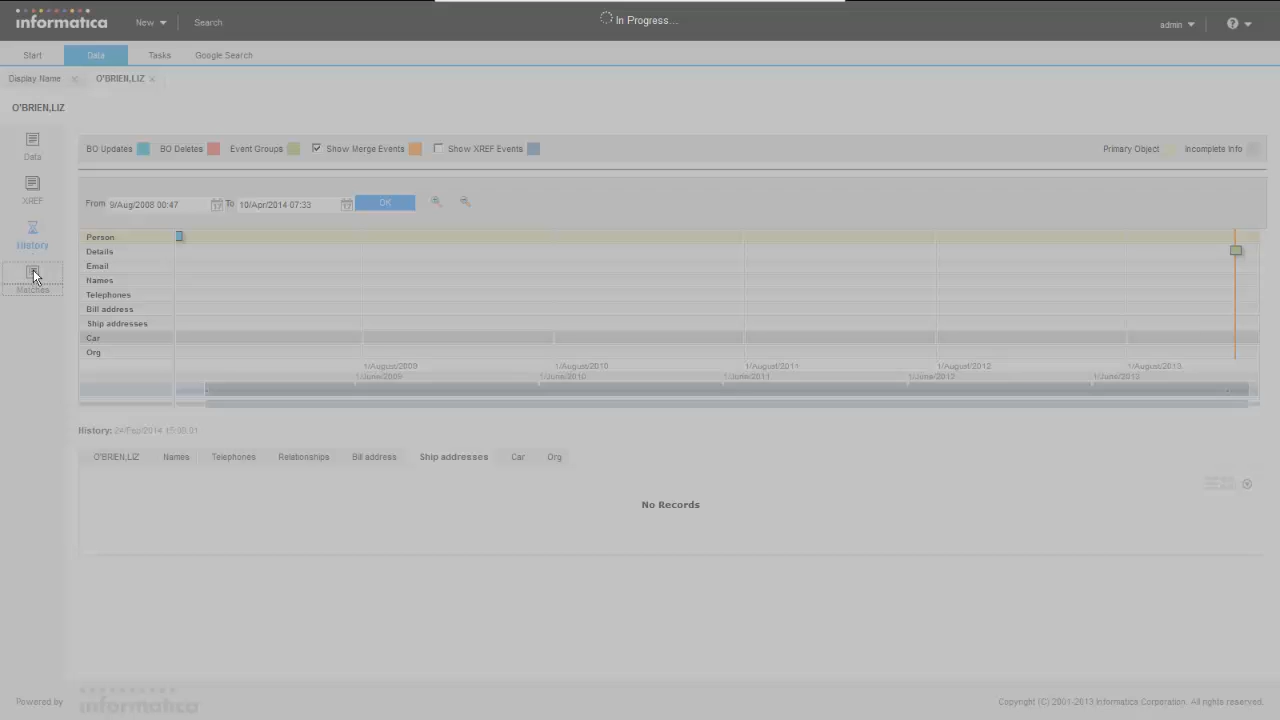 informatica New Search In Progress... admin
Start Data Tasks Google Search
Display Name O'BRIEN,LIZ
O'BRIEN,LIZ
Data
XREF
History
Matches
BO Updates BO Deletes Event Groups Show Merge Events Show XREF Events Primary Object Incomplete Info
From 9/Aug/2008 00:47 To 10/Apr/2014 07:33 OK
Person
Details
Email
Names
Telephones
Bill address
Ship addresses
Car
Org
1/August/2009 1/August/2010 1/August/2011 1/August/2012 1/August/2013
1/June/2009 1/June/2010 1/June/2011 1/June/2012 1/June/2013
History:
O'BRIEN,LIZ Names Telephones Relationships Bill address Ship addresses Car Org
No Records
Powered by informatica
Copyright (C) 2001-2013 Informatica Corporation. All rights reserved.